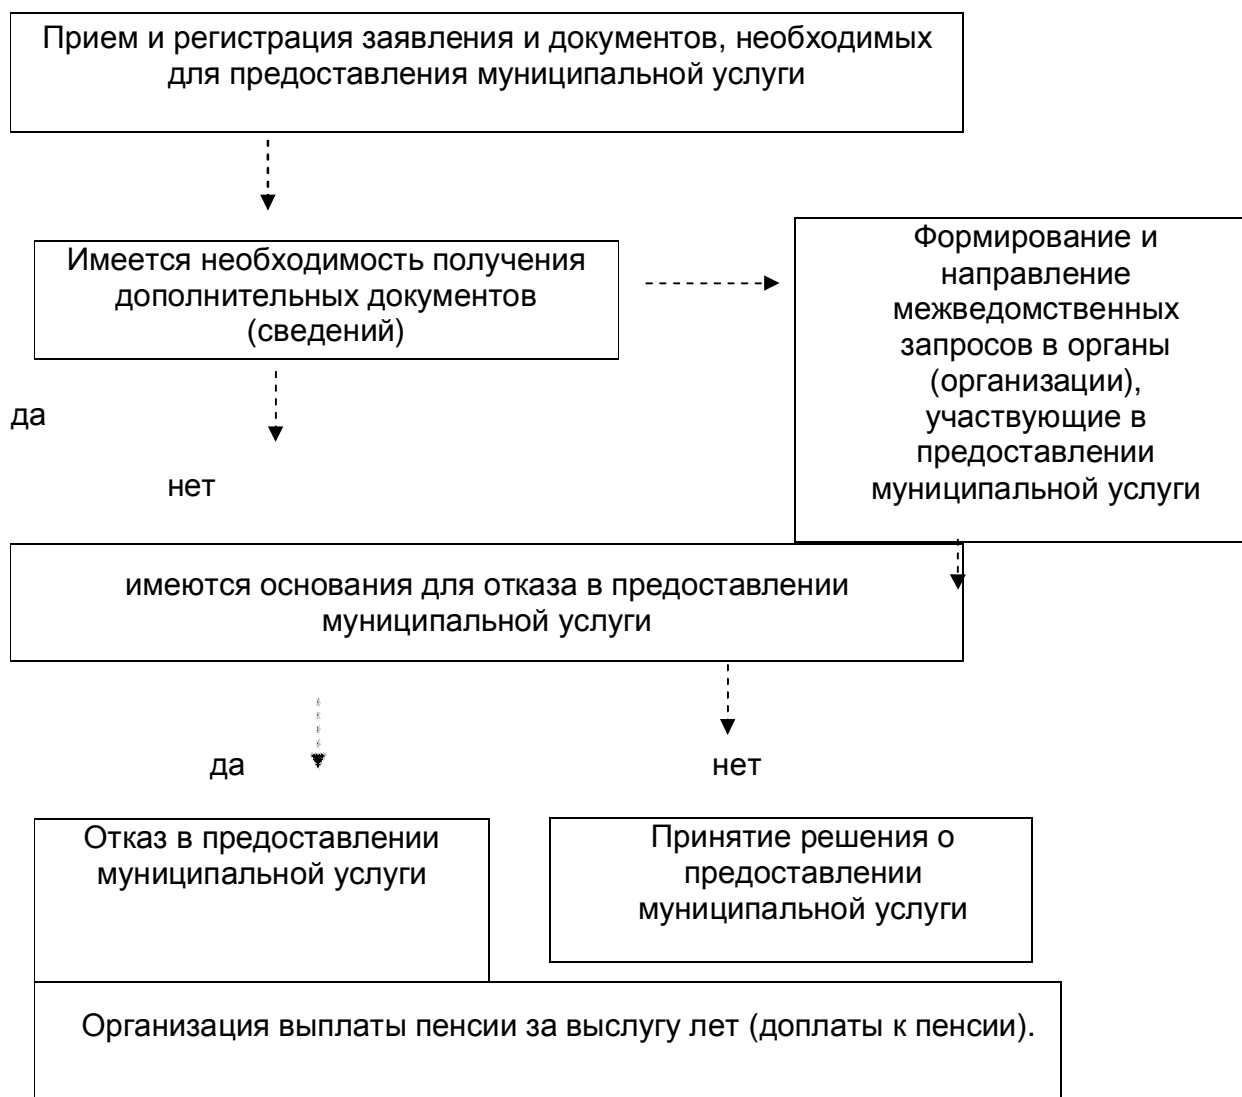 Прием и регистрация заявления и документов, необходимых
для предоставления муниципальной услуги
Имеется необходимость получения
дополнительных документов
(сведений)
Формирование и
направление
межведомственных
запросов в органы
(организации),
участвующие в
предоставлении
муниципальной услуги
да
нет
имеются основания для отказа в предоставлении
муниципальной услуги
да
нет
Отказ в предоставлении
муниципальной услуги
Принятие решения о
предоставлении
муниципальной услуги
Организация выплаты пенсии за выслугу лет (доплаты к пенсии).